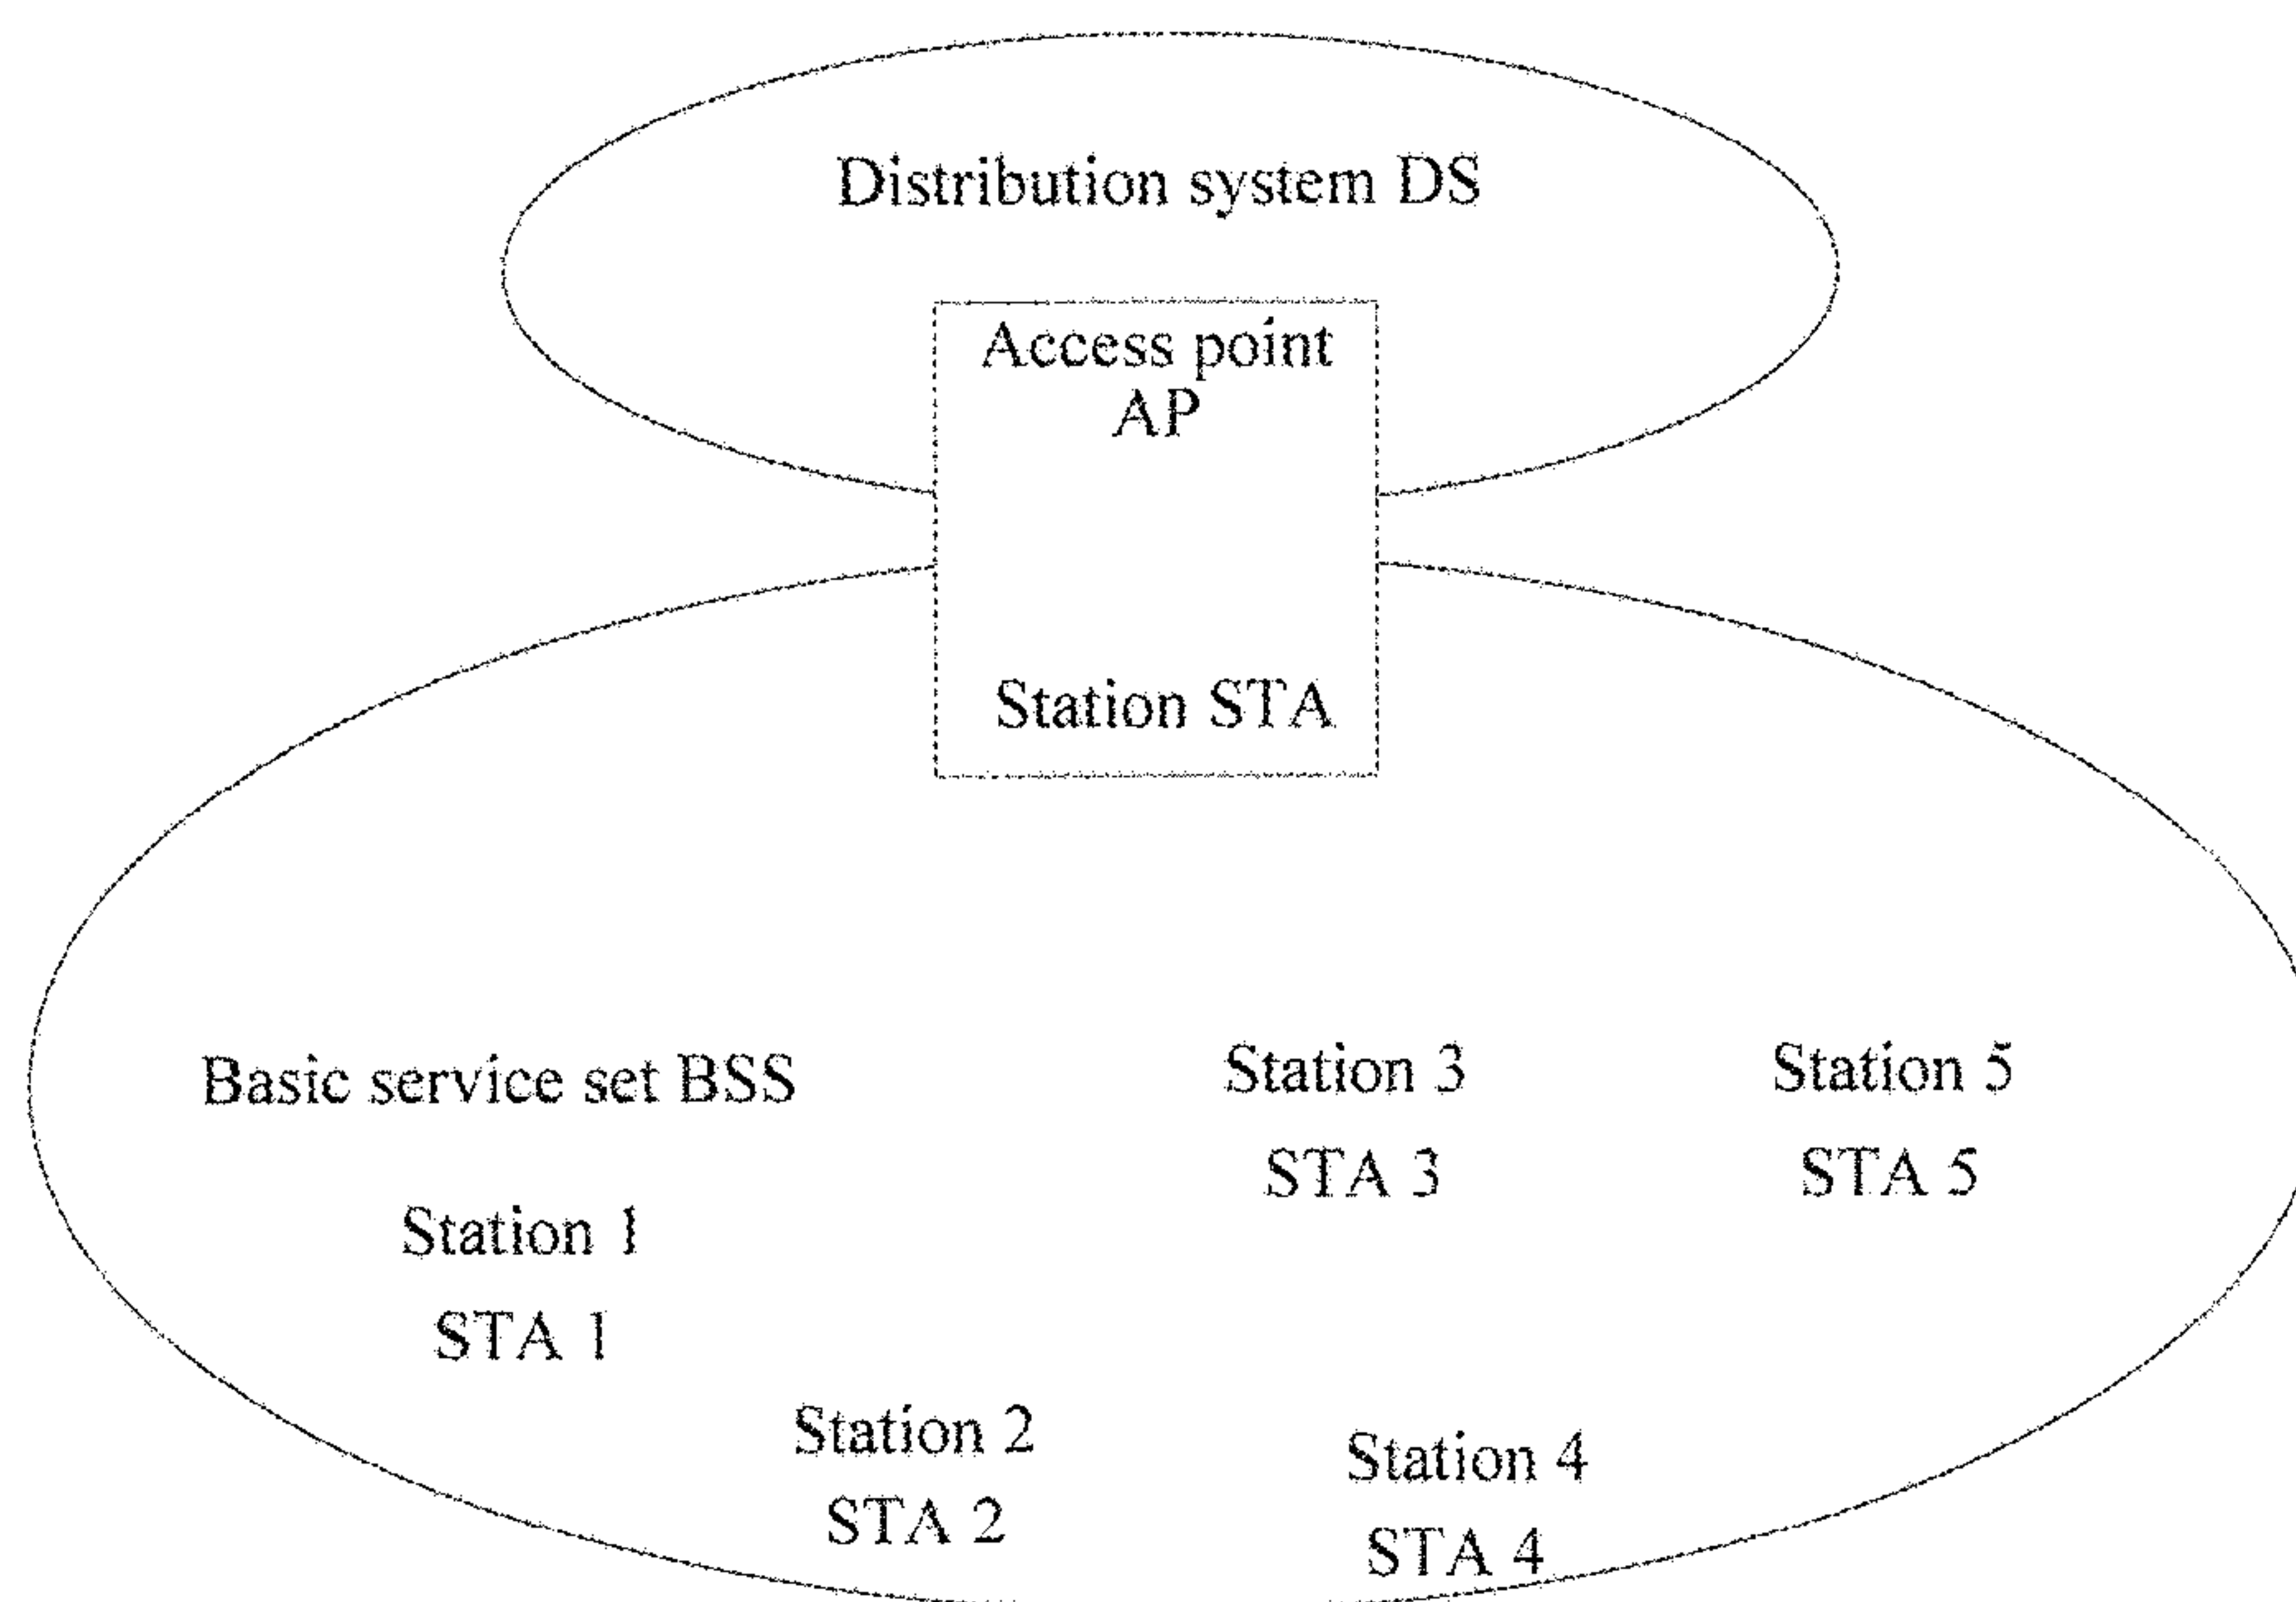 Distribution system DS
Access point
AP
Station STA
Basic service set BSS
Station 1
STA 1
Station 2
STA 2
Station 3
STA 3
Station 4
STA 4
Station 5
STA 5